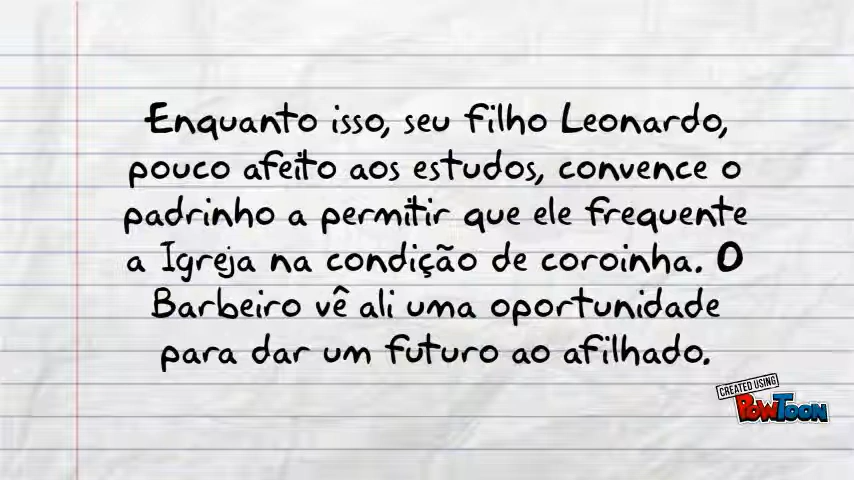 Enquanto isso, seu filho Leonardo,
pouco afeito aos estudos, convence o
padrinho a permitir que ele frequente
a Igreja na condição de coroinha. O
Barbeiro vê ali uma oportunidade
para dar um futuro ao afilhado.
CREATED USING
POWTOON